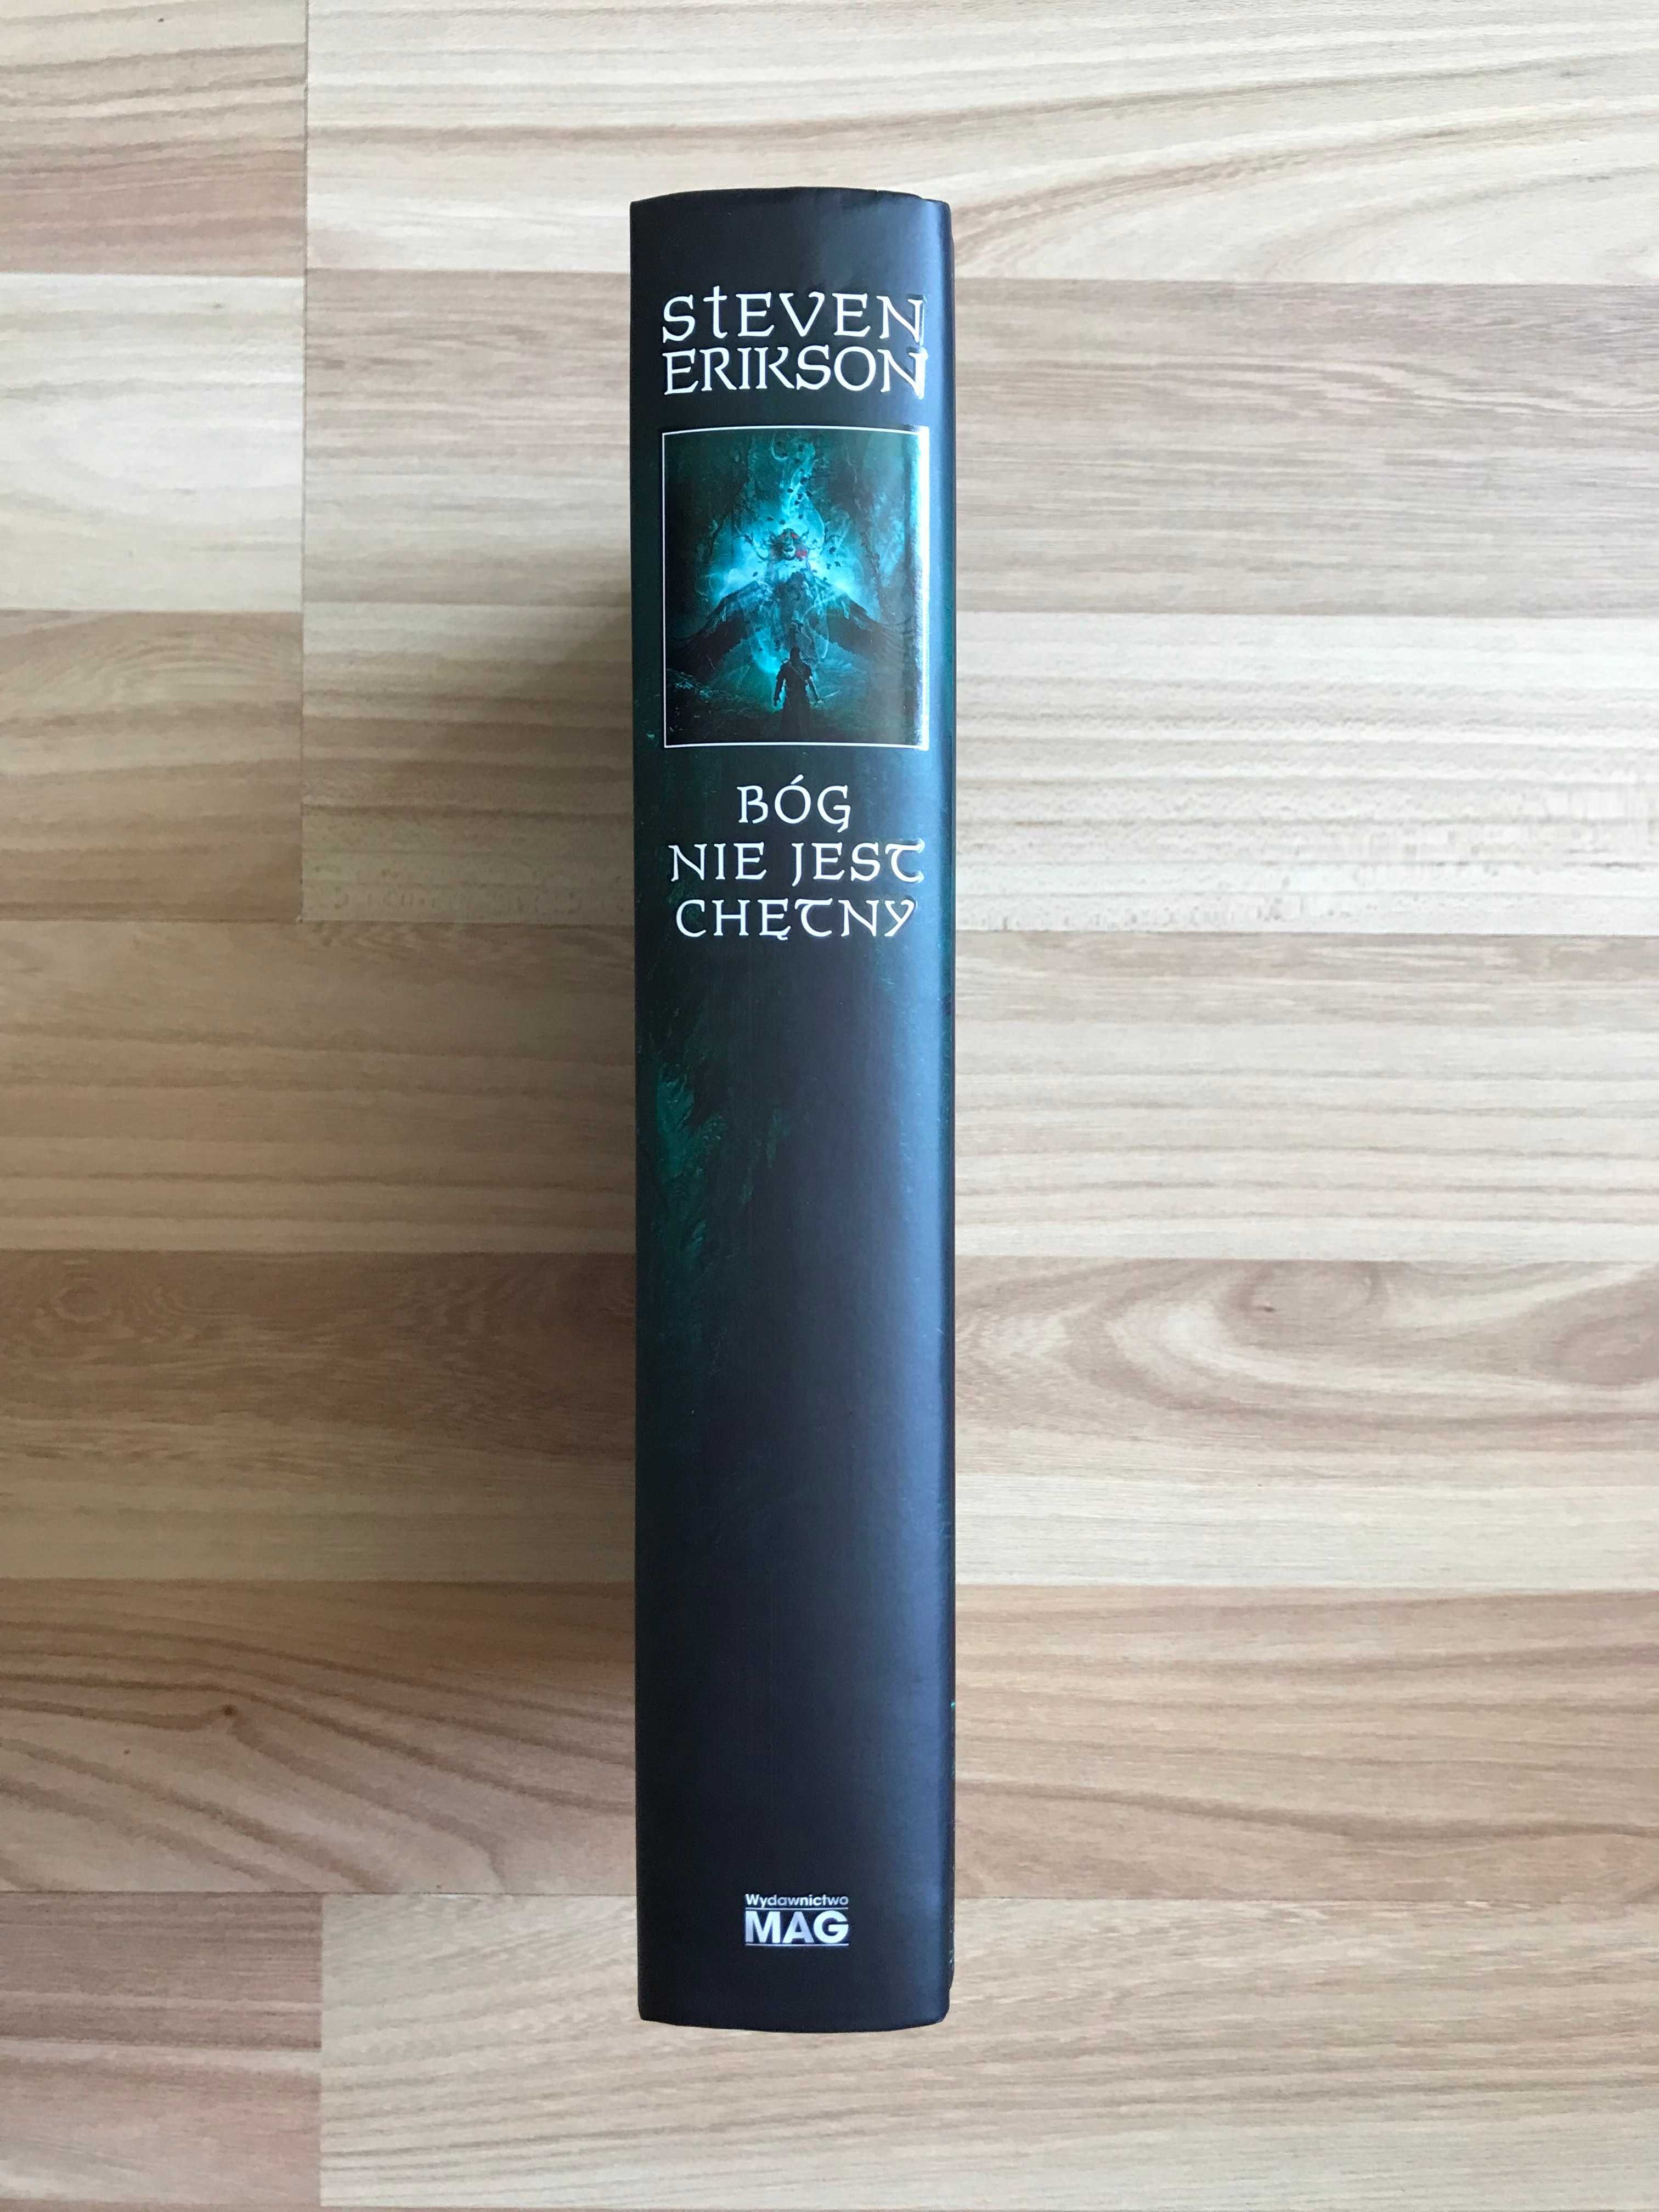 STEVEN
ERIKSON
BÓG
NIE JEST
CHĘTNY
Wydawnictwo
MAG